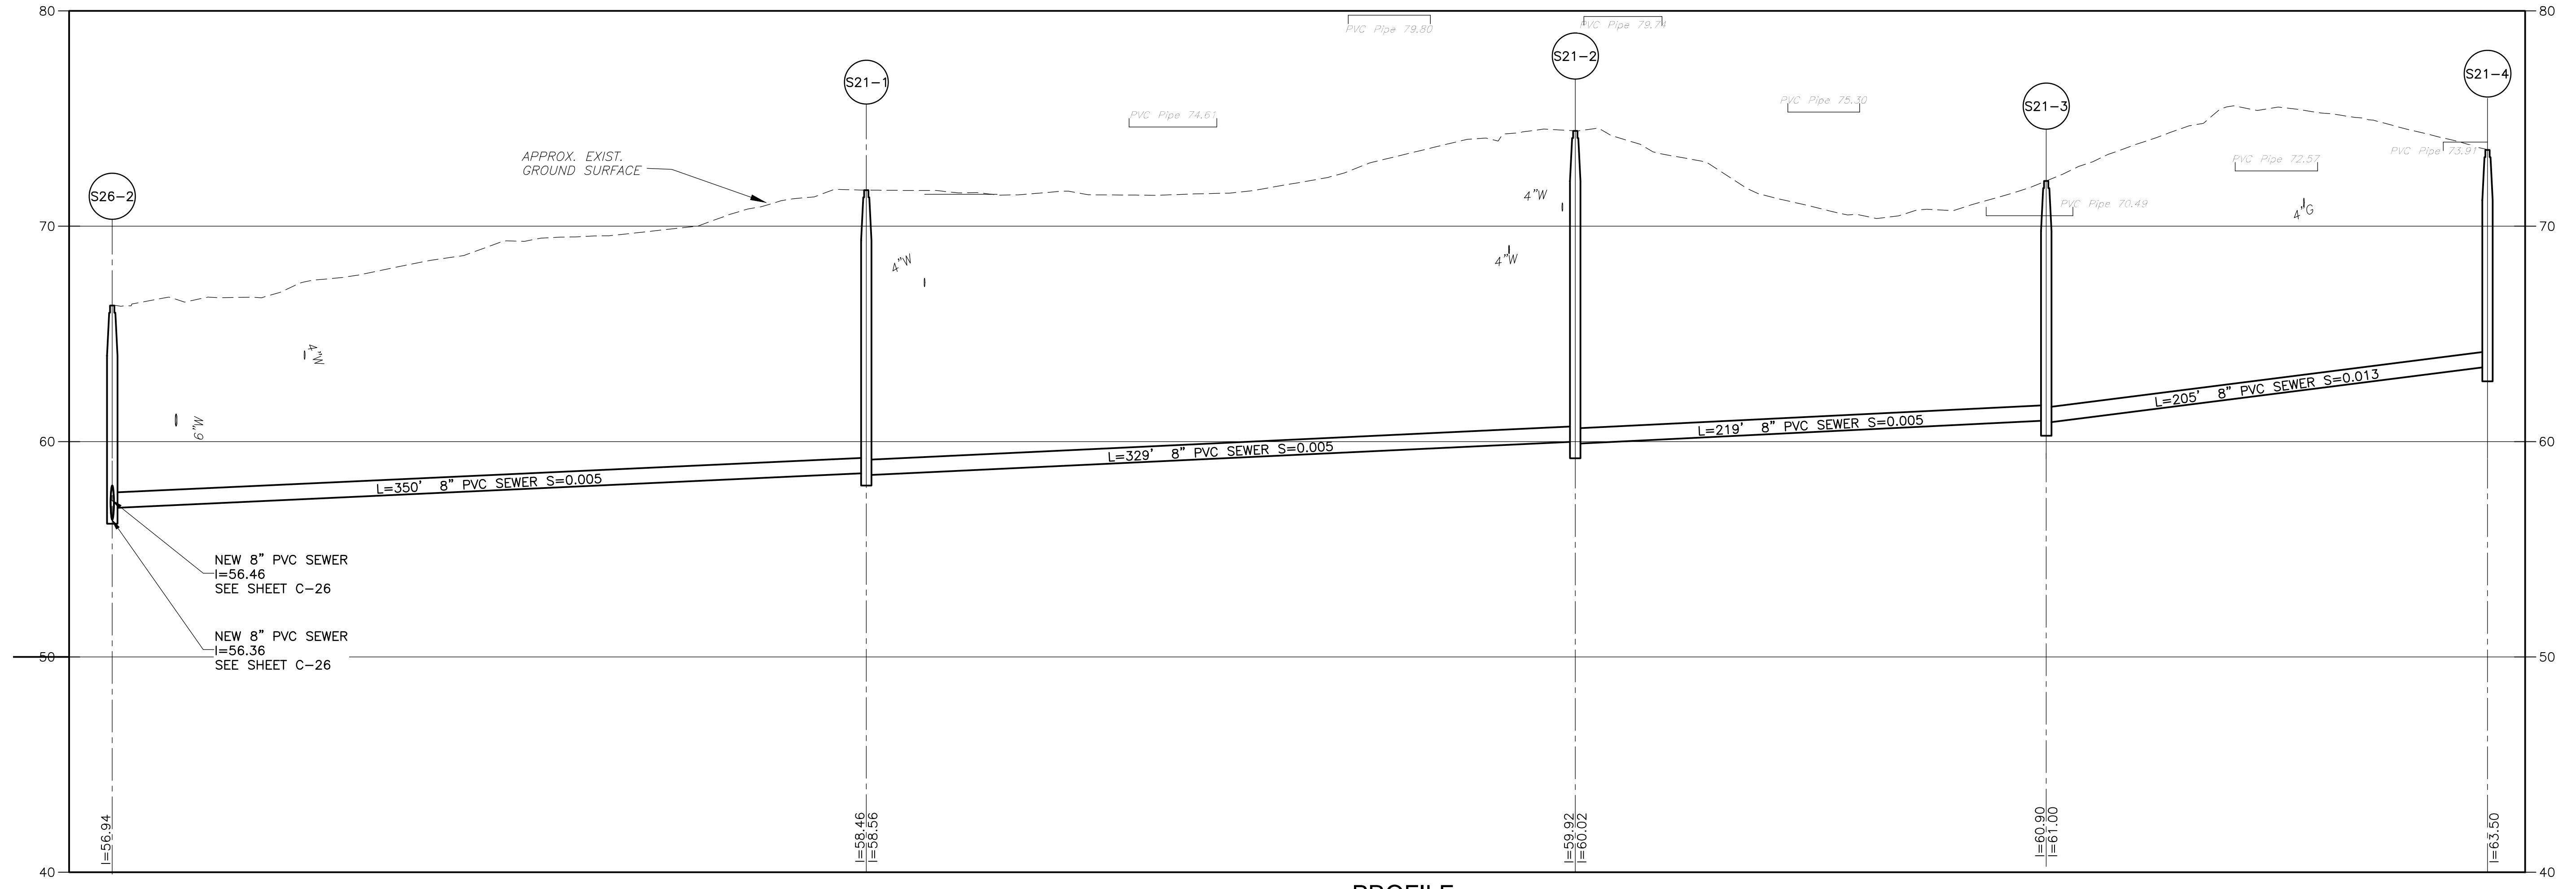 80
80
PVC Pipe 79.80
PVC Pipe 79.73
S21-2
S21-4
S21-1
PVC Pipe 75.30
S21-3
PVC Pipe 74.61
APPROX. EXIST.
GROUND SURFACE
PVC Pipe 73.91
PVC Pipe 72.57
S26-2
4"W
PVC Pipe 70.49
4"G
70
70
4"W
4"W
4"W
6"W
60
60
L=205' 8" PVC SEWER S=0.013
L=219' 8" PVC SEWER S=0.005
L=329' 8" PVC SEWER S=0.005
L=350' 8" PVC SEWER S=0.005
NEW 8" PVC SEWER
I=56.46
SEE SHEET C-26
NEW 8" PVC SEWER
I=56.36
SEE SHEET C-26
50
50
I=56.94
I=58.46
I=58.56
I=59.92
I=60.02
I=60.90
I=61.00
I=63.50
40
40
PROFILE